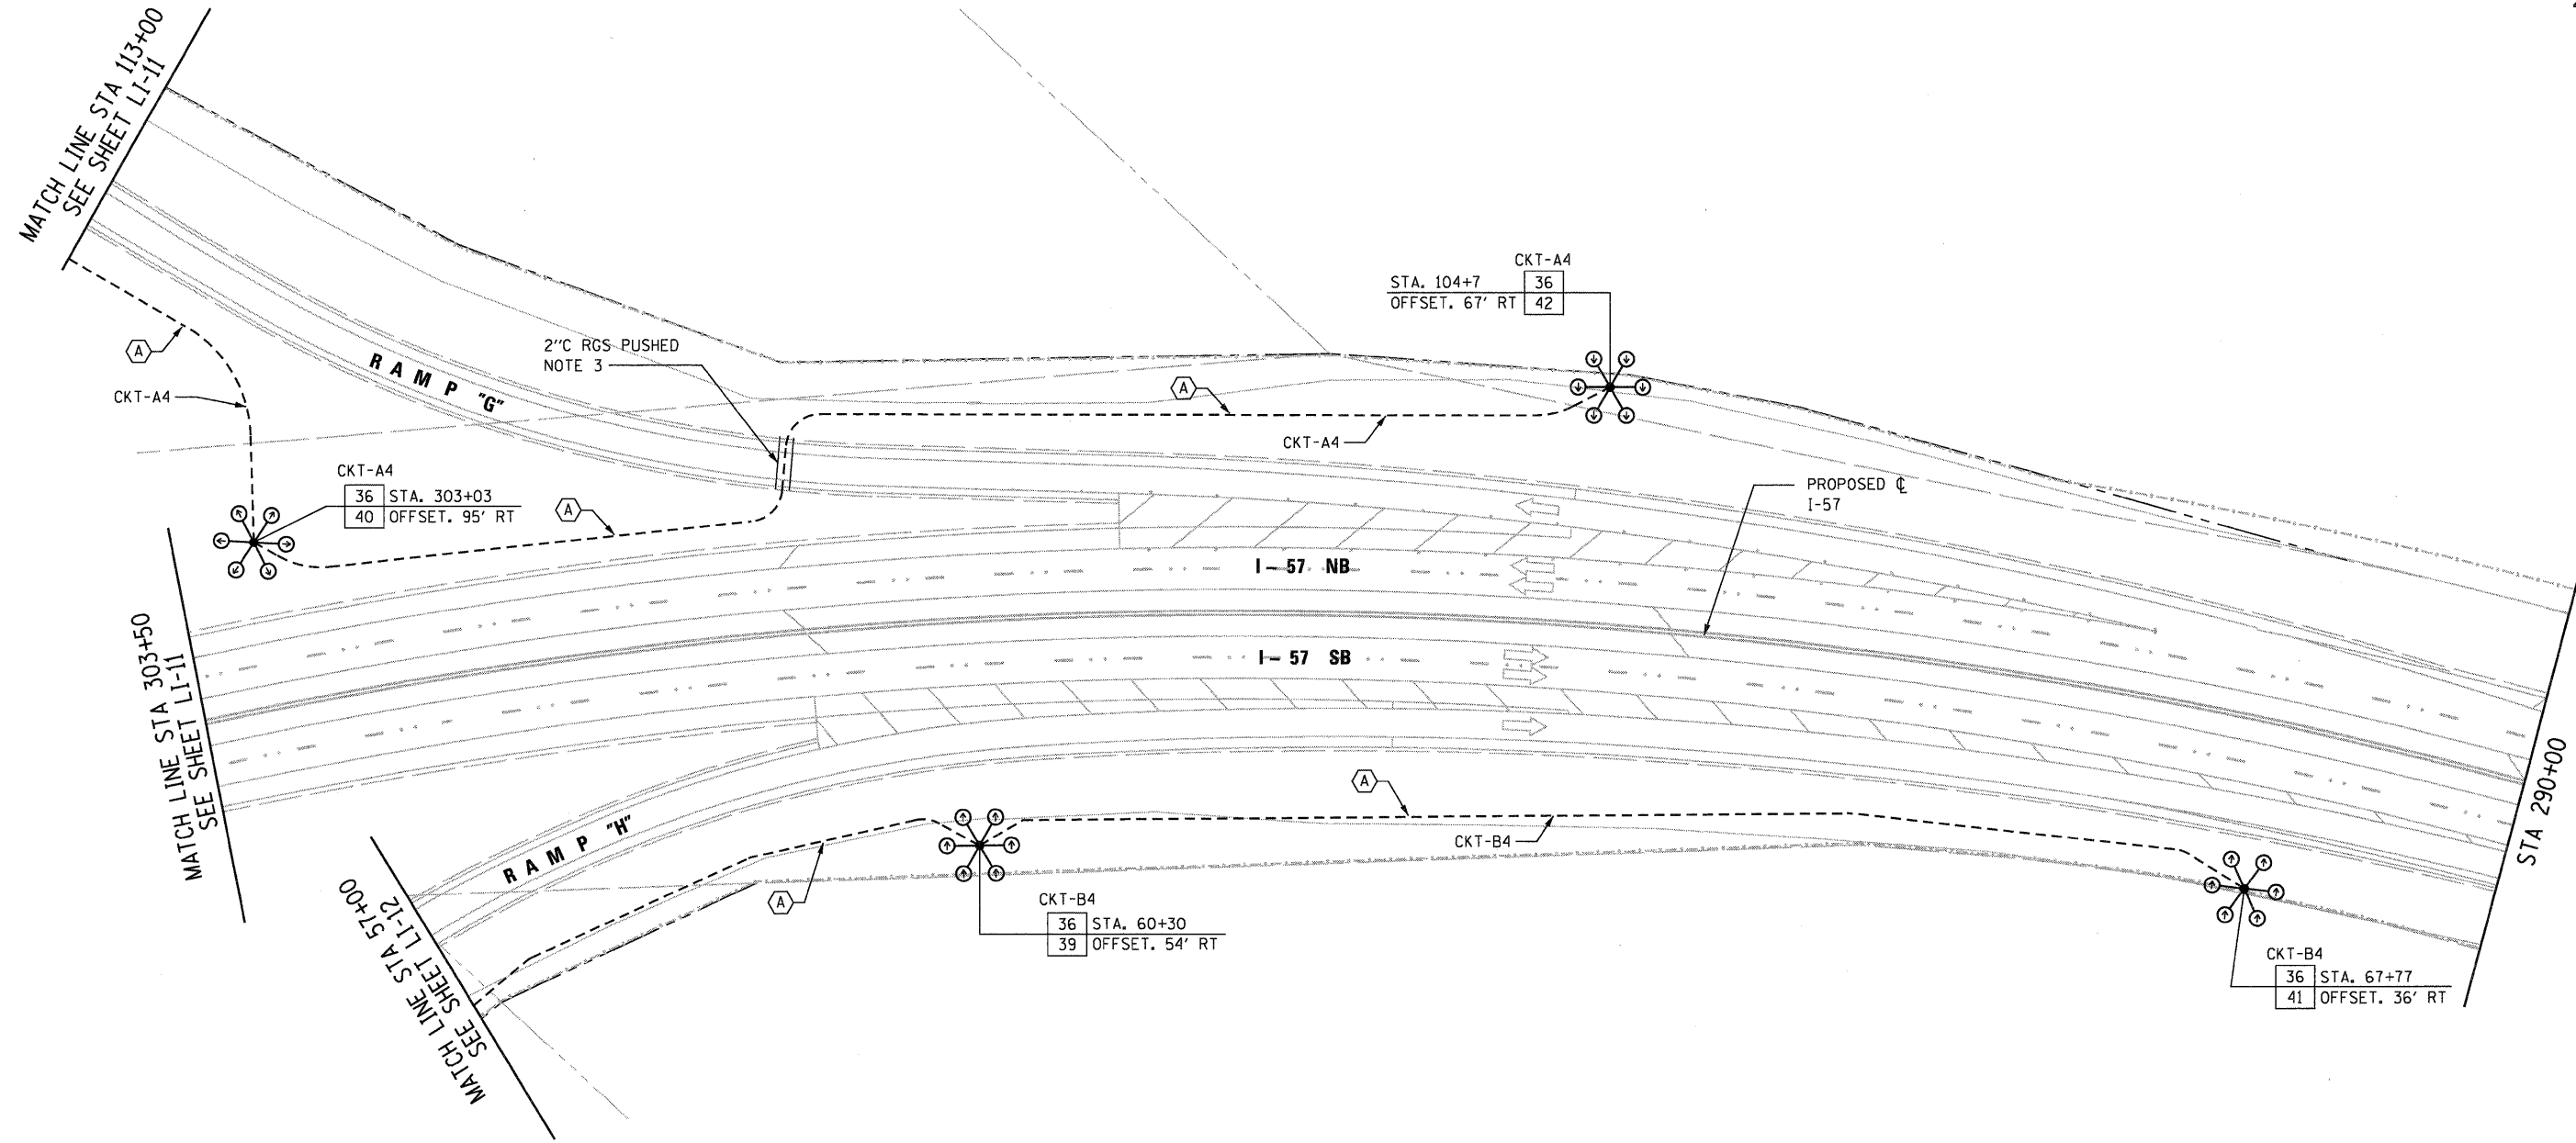 MATCH LINE STA 113+00
SEE SHEET LI-11
A
CKT-A4
RAMP "G"
2"C RGS PUSHED
NOTE 3
CKT-A4
STA. 104+7 36
OFFSET. 67' RT 42
A
CKT-A4
CKT-A4
36 STA. 303+03
40 OFFSET. 95' RT
A
PROPOSED ℄
I-57
I-57 NB
I-57 SB
MATCH LINE STA 303+50
SEE SHEET LI-11
RAMP "H"
A
CKT-B4
A
MATCH LINE STA 57+00
SEE SHEET LI-12
CKT-B4
36 STA. 60+30
39 OFFSET. 54' RT
CKT-B4
36 STA. 67+77
41 OFFSET. 36' RT
STA 290+00